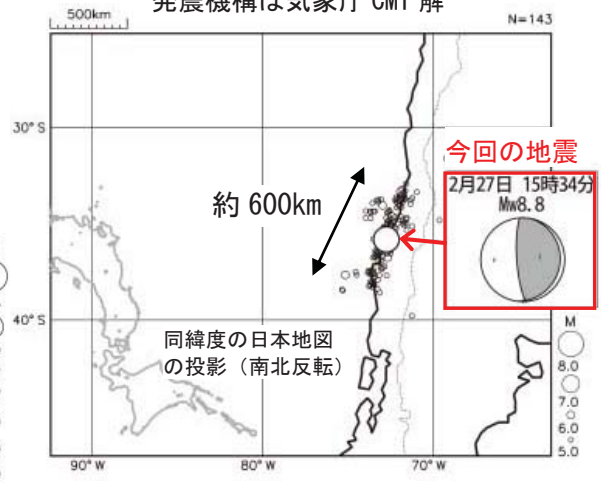 発震機構は気象庁 CMT 解
500km
N=143
30°S
今回の地震
2月27日 15時34分
Mw8.8
約 600km
40°S
同緯度の日本地図
の投影（南北反転）
M
8.0
7.0
6.0
5.0
90°W
80°W
70°W